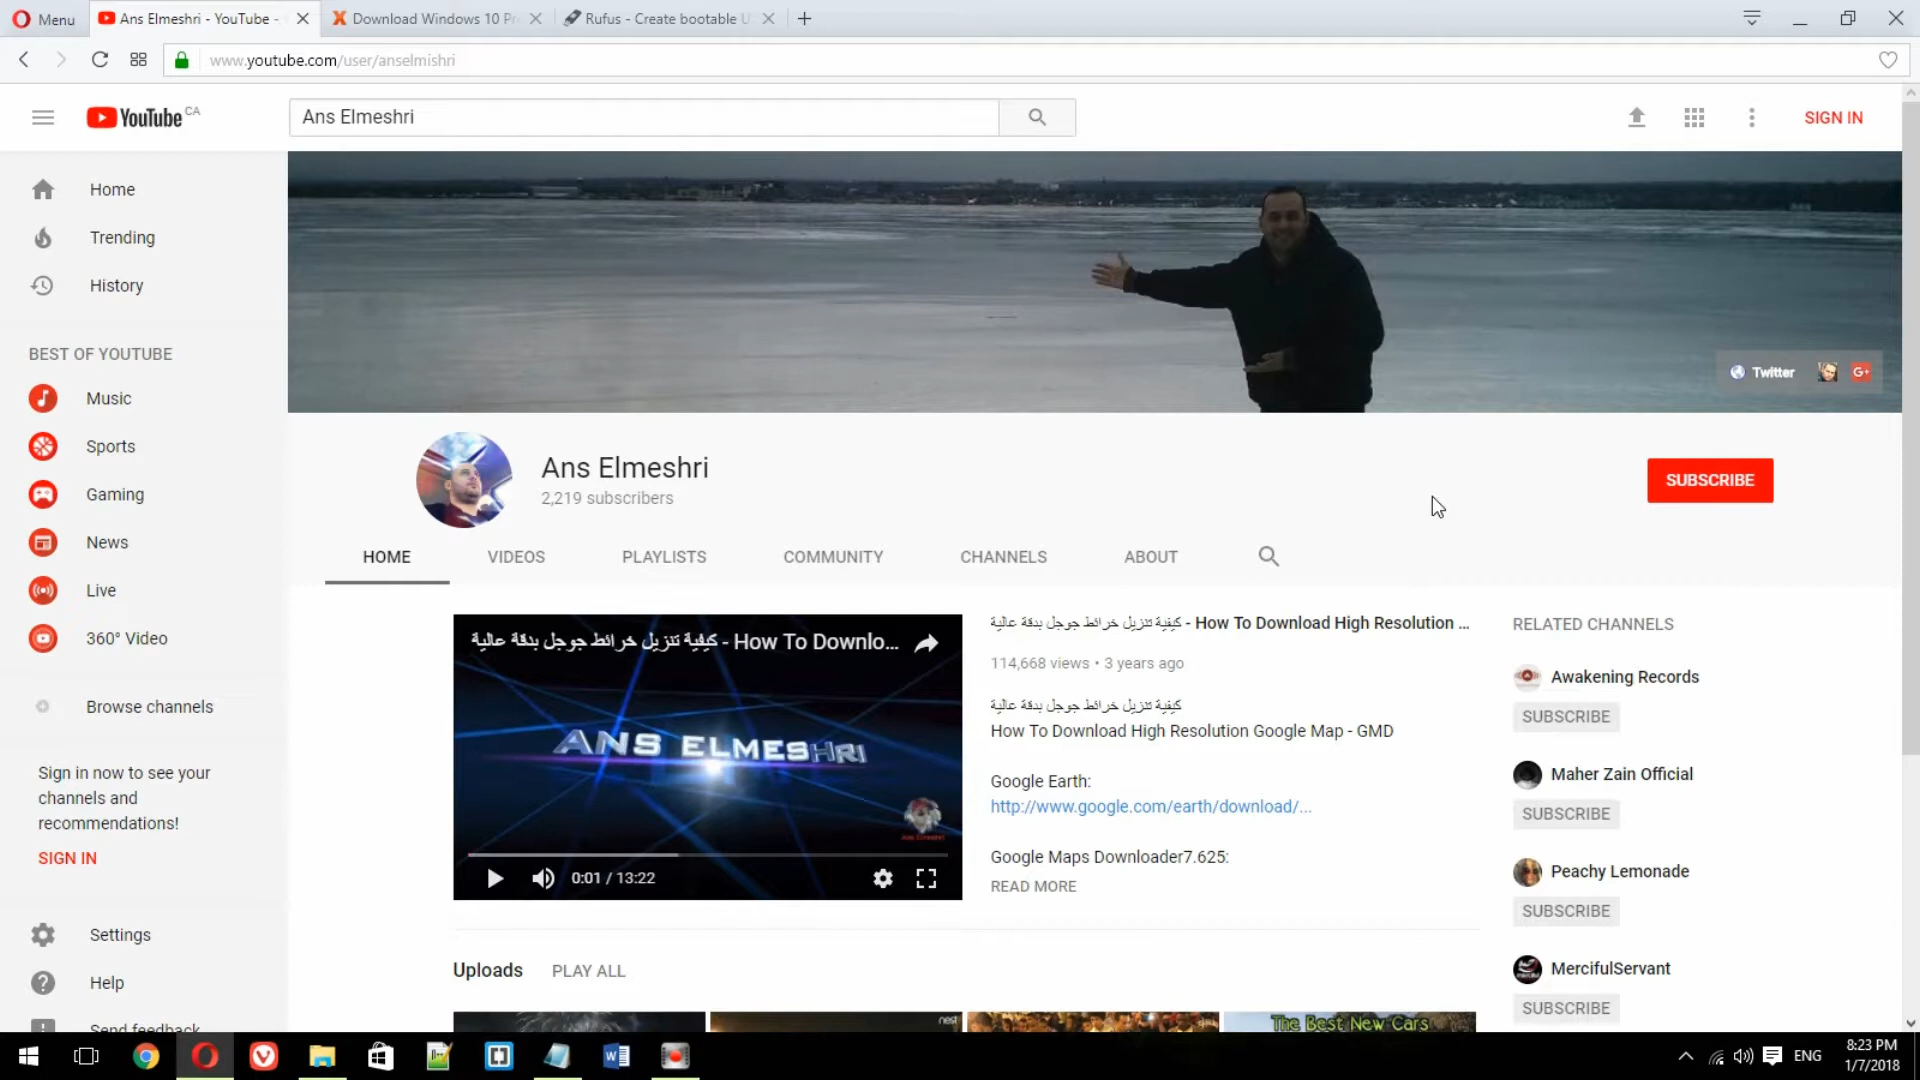 Menu
Ans Elmeshri - YouTube -
Download Windows 10 Pr
Rufus - Create bootable U
www.youtube.com/user/anselmishri
YouTube CA
Ans Elmeshri
SIGN IN
Home
Trending
History
BEST OF YOUTUBE
Music
Sports
Gaming
News
Live
360° Video
Browse channels
Sign in now to see your
channels and
recommendations!
SIGN IN
Settings
Help
Send feedback
Twitter
G+
Ans Elmeshri
2,219 subscribers
SUBSCRIBE
HOME
VIDEOS
PLAYLISTS
COMMUNITY
CHANNELS
ABOUT
كيفية تنزيل خرائط جوجل بدقة عالية - How To Downlo...
ANS ELMESHRI
Ans Elmeshri
0:01 / 13:22
كيفية تنزيل خرائط جوجل بدقة عالية - How To Download High Resolution ...
114,668 views • 3 years ago
كيفية تنزيل خرائط جوجل بدقة عالية
How To Download High Resolution Google Map - GMD
Google Earth:
http://www.google.com/earth/download/...
Google Maps Downloader7.625:
READ MORE
RELATED CHANNELS
Awakening Records
SUBSCRIBE
Maher Zain Official
SUBSCRIBE
Peachy Lemonade
SUBSCRIBE
MercifulServant
SUBSCRIBE
Uploads
PLAY ALL
nest
The Best New Cars
ENG
8:23 PM
1/7/2018